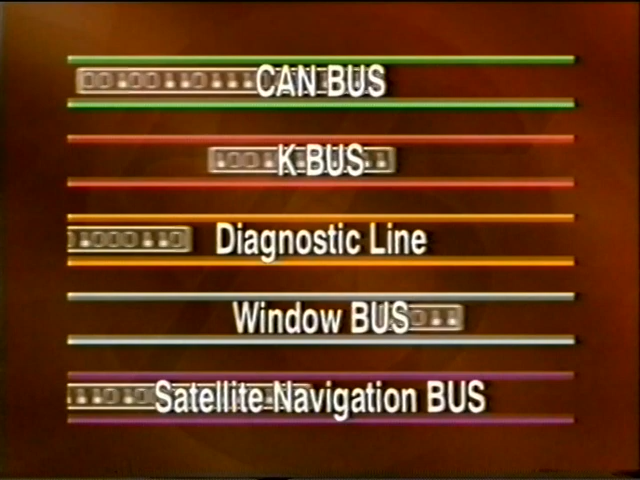 CAN BUS
K BUS
Diagnostic Line
Window BUS
Satellite Navigation BUS